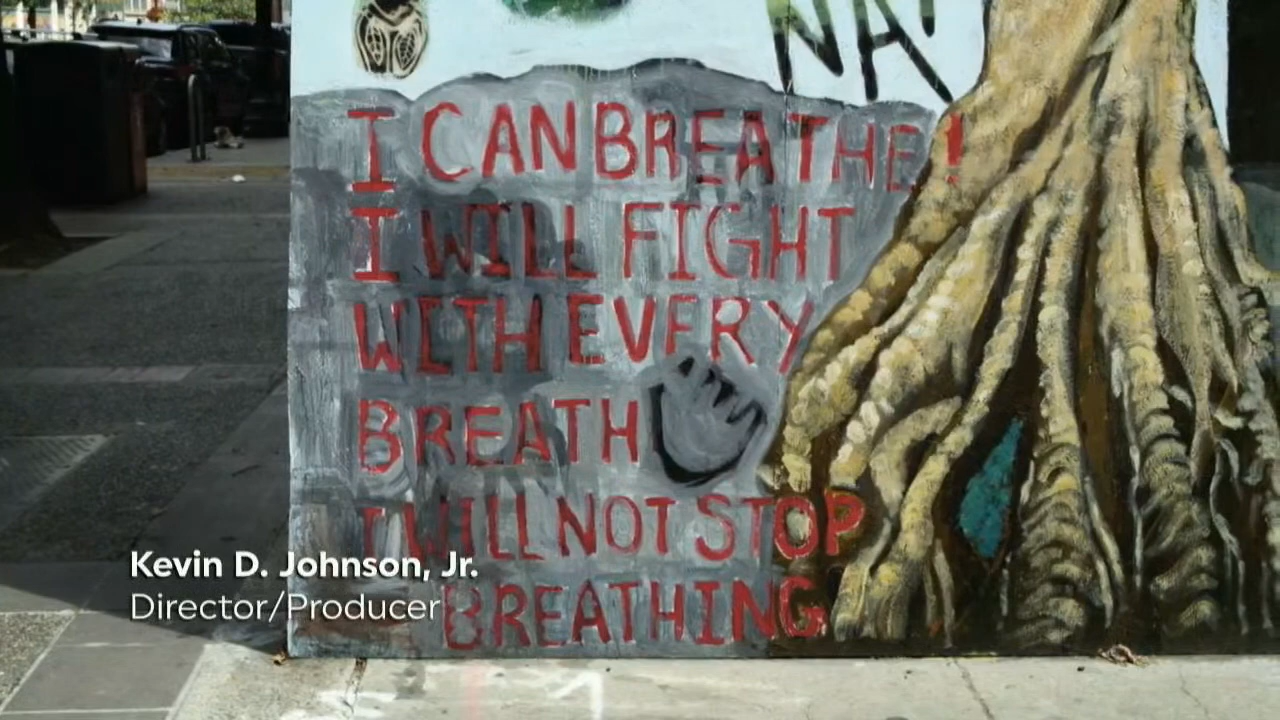 I CAN BREATHE!
I WILL FIGHT
WITH EVERY
BREATH
I WILL NOT STOP
BREATHING
Kevin D. Johnson, Jr.
Director/Producer